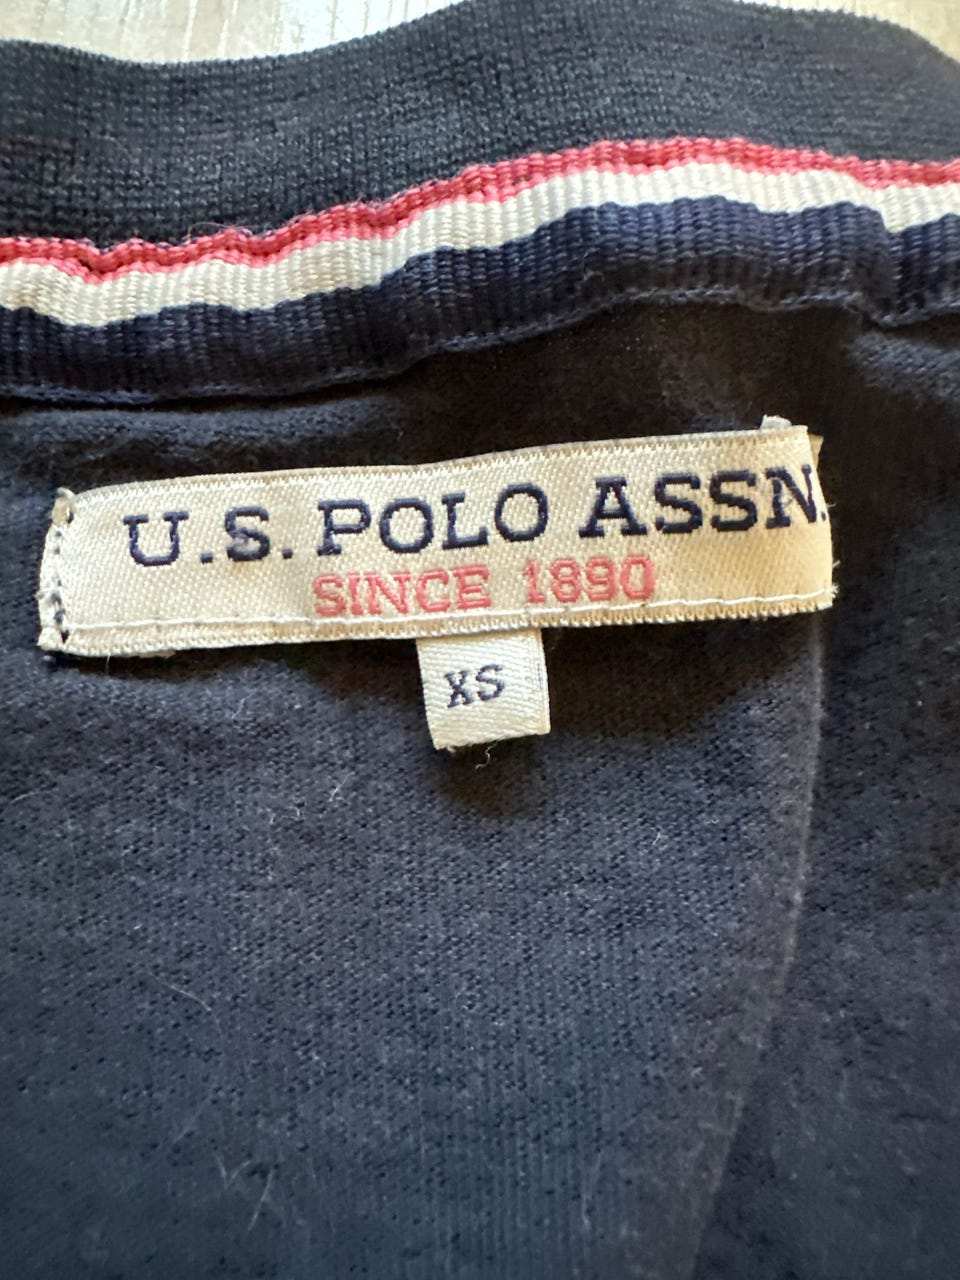 U.S. POLO ASSN.
SINCE 1890
XS